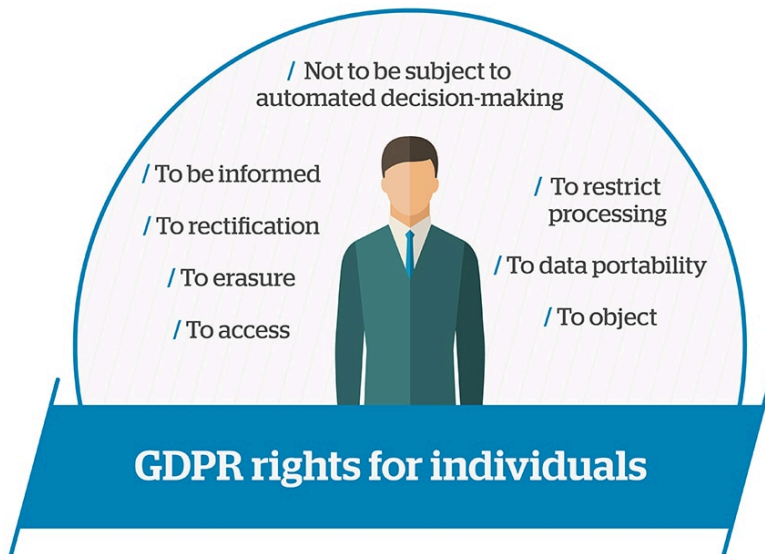 / Not to be subject to
automated decision-making
/ To be informed
/ To rectification
/ To erasure
/ To access
/ To restrict
processing
/ To data portability
/ To object
GDPR rights for individuals